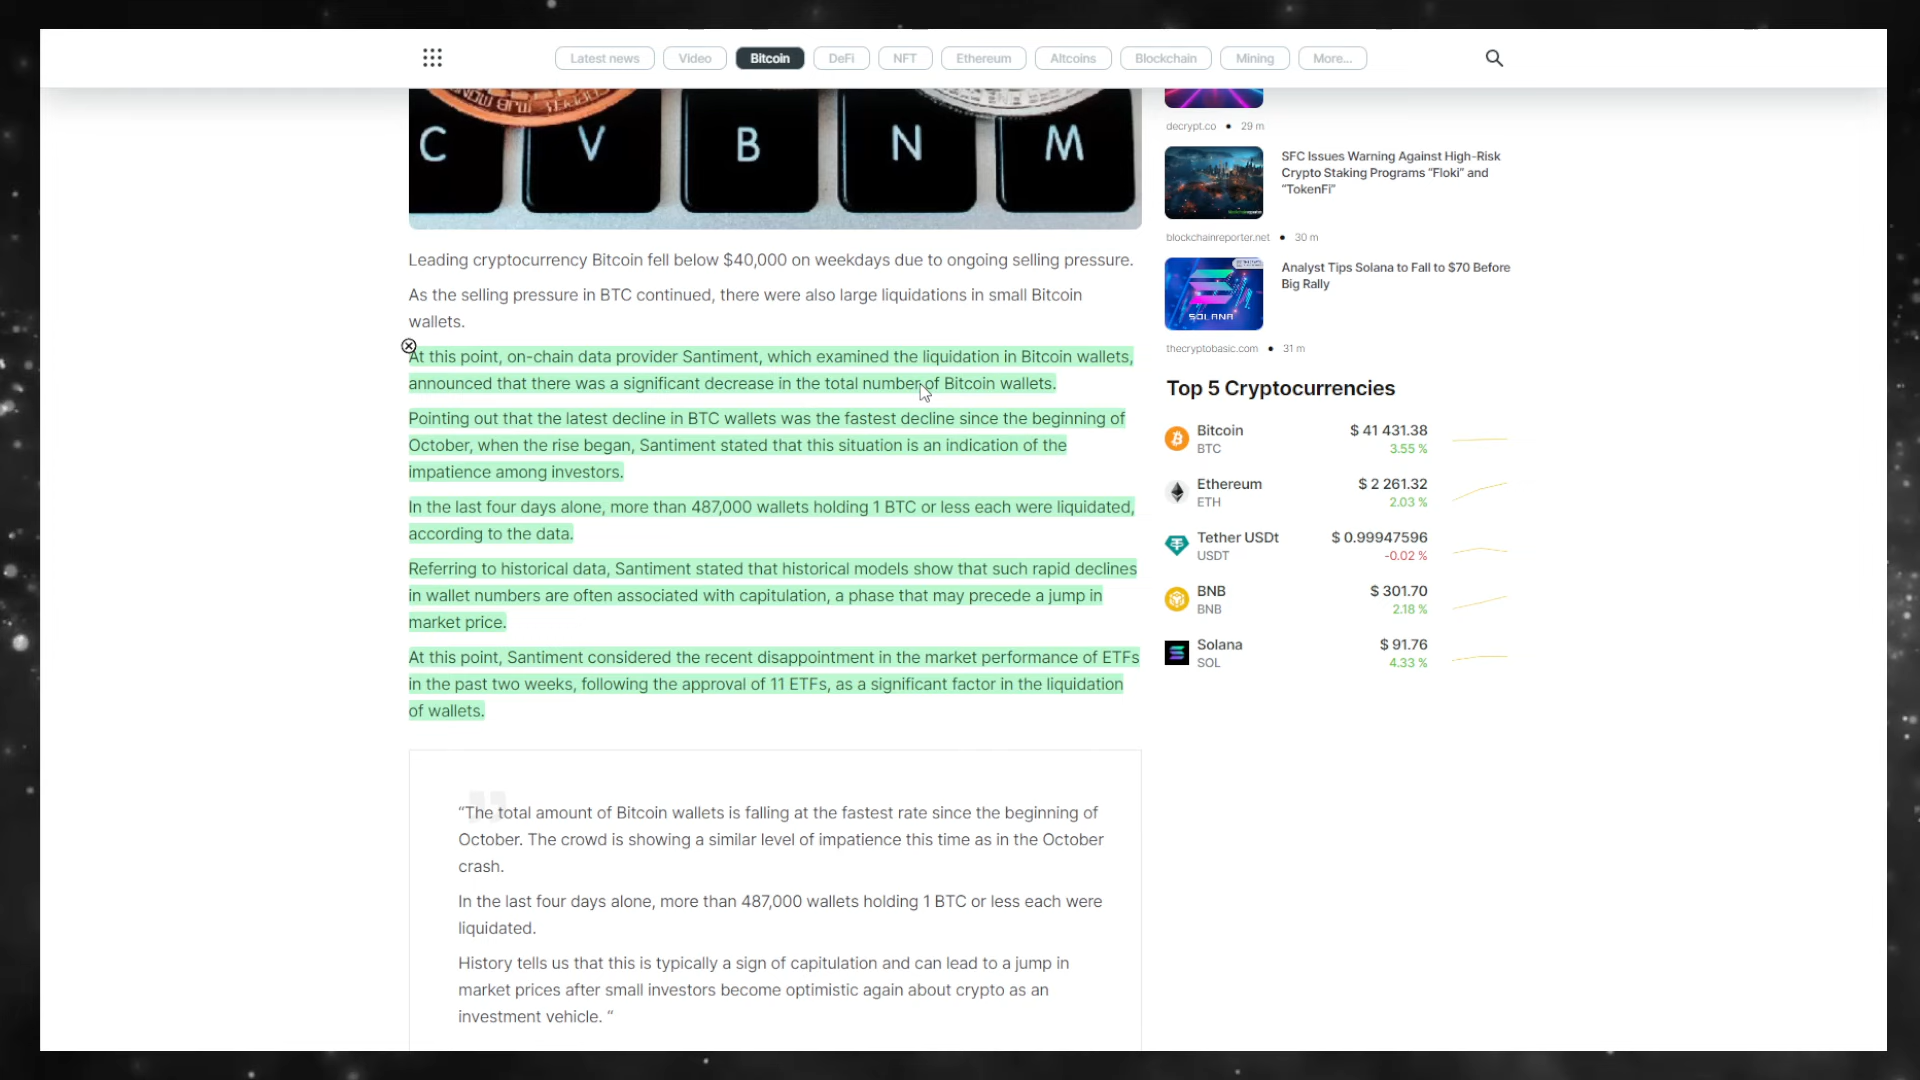 Latest news
Video
Bitcoin
DeFi
NFT
Ethereum
Altcoins
Blockchain
Mining
More...
C
V
B
N
M
Leading cryptocurrency Bitcoin fell below $40,000 on weekdays due to ongoing selling pressure.
As the selling pressure in BTC continued, there were also large liquidations in small Bitcoin
wallets.
At this point, on-chain data provider Santiment, which examined the liquidation in Bitcoin wallets,
announced that there was a significant decrease in the total number of Bitcoin wallets.
Pointing out that the latest decline in BTC wallets was the fastest decline since the beginning of
October, when the rise began, Santiment stated that this situation is an indication of the
impatience among investors.
In the last four days alone, more than 487,000 wallets holding 1 BTC or less each were liquidated,
according to the data.
Referring to historical data, Santiment stated that historical models show that such rapid declines
in wallet numbers are often associated with capitulation, a phase that may precede a jump in
market price.
At this point, Santiment considered the recent disappointment in the market performance of ETFs
in the past two weeks, following the approval of 11 ETFs, as a significant factor in the liquidation
of wallets.
“The total amount of Bitcoin wallets is falling at the fastest rate since the beginning of
October. The crowd is showing a similar level of impatience this time as in the October
crash.
In the last four days alone, more than 487,000 wallets holding 1 BTC or less each were
liquidated.
History tells us that this is typically a sign of capitulation and can lead to a jump in
market prices after small investors become optimistic again about crypto as an
investment vehicle. “
decrypt.co • 29 m
SFC Issues Warning Against High-Risk
Crypto Staking Programs “Floki” and
“TokenFi”
blockchainreporter.net • 30 m
SOLANA
Analyst Tips Solana to Fall to $70 Before
Big Rally
thecryptobasic.com • 31 m
Top 5 Cryptocurrencies
Bitcoin $ 41 431.38
BTC 3.55 %
Ethereum $ 2 261.32
ETH 2.03 %
Tether USDt $ 0.99947596
USDT -0.02 %
BNB $ 301.70
BNB 2.18 %
Solana $ 91.76
SOL 4.33 %